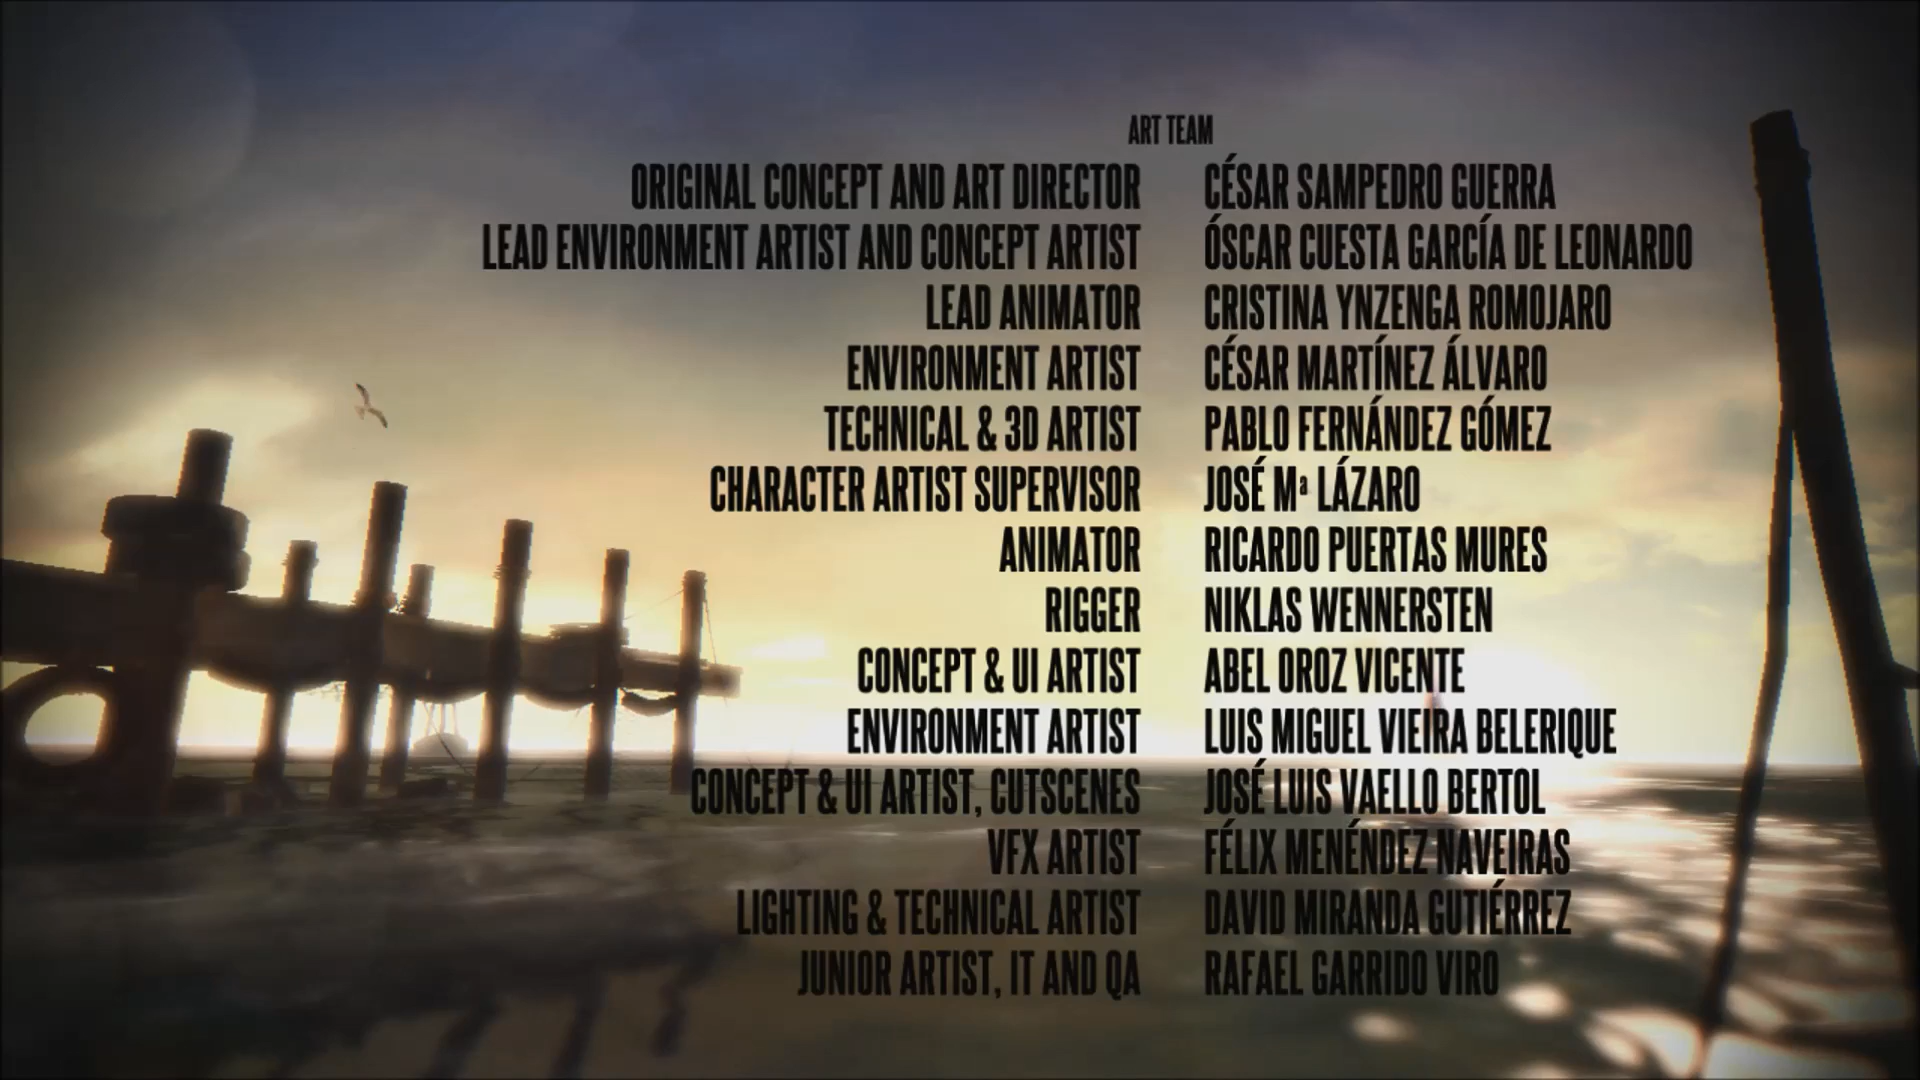 ART TEAM
ORIGINAL CONCEPT AND ART DIRECTOR CÉSAR SAMPEDRO GUERRA
LEAD ENVIRONMENT ARTIST AND CONCEPT ARTIST ÓSCAR CUESTA GARCÍA DE LEONARDO
LEAD ANIMATOR CRISTINA YNZENGA ROMOJARO
ENVIRONMENT ARTIST CÉSAR MARTÍNEZ ÁLVARO
TECHNICAL & 3D ARTIST PABLO FERNÁNDEZ GÓMEZ
CHARACTER ARTIST SUPERVISOR JOSÉ Mª LÁZARO
ANIMATOR RICARDO PUERTAS MURES
RIGGER NIKLAS WENNERSTEN
CONCEPT & UI ARTIST ABEL OROZ VICENTE
ENVIRONMENT ARTIST LUIS MIGUEL VIEIRA BELERIQUE
CONCEPT & UI ARTIST, CUTSCENES JOSÉ LUIS VAELLO BERTOL
VFX ARTIST FÉLIX MENÉNDEZ NAVEIRAS
LIGHTING & TECHNICAL ARTIST DAVID MIRANDA GUTIÉRREZ
JUNIOR ARTIST, IT AND QA RAFAEL GARRIDO VIRO